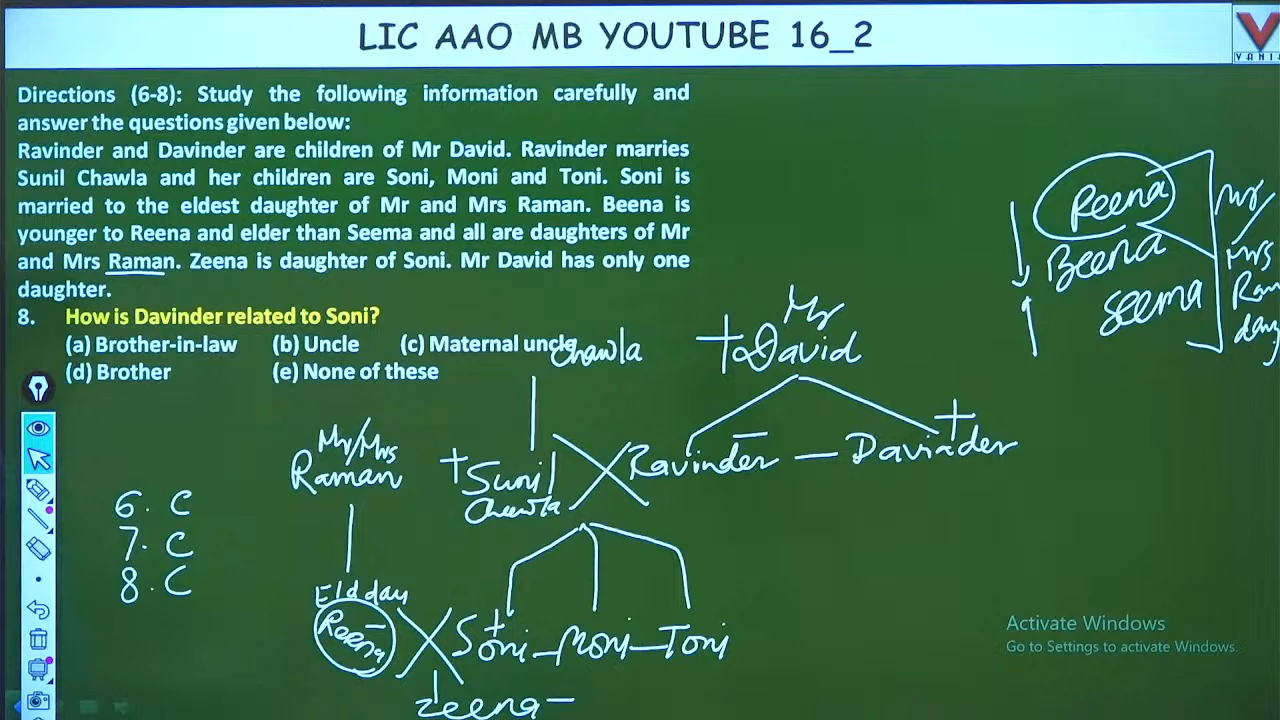 LIC AAO MB YOUTUBE 16_2
Directions (6-8): Study the following information carefully and
answer the questions given below:
Ravinder and Davinder are children of Mr David. Ravinder marries
Sunil Chawla and her children are Soni, Moni and Toni. Soni is
married to the eldest daughter of Mr and Mrs Raman. Beena is
younger to Reena and elder than Seema and all are daughters of Mr
and Mrs Raman. Zeena is daughter of Soni. Mr David has only one
daughter.
8. How is Davinder related to Soni?
(a) Brother-in-law (b) Uncle (c) Maternal uncle
(d) Brother (e) None of these
Reena
Beena
Seema
Mr/
Mrs
Ram
dau
Chawla
Mr
+David
Mr/Mrs
Raman
+Sunil
Chawla
Ravinder – — Davinder +
6. C
7. C
8. C
Eld dau
Reena –
Soni + — Moni — Toni
Zeena –
Activate Windows
Go to Settings to activate Windows.
V